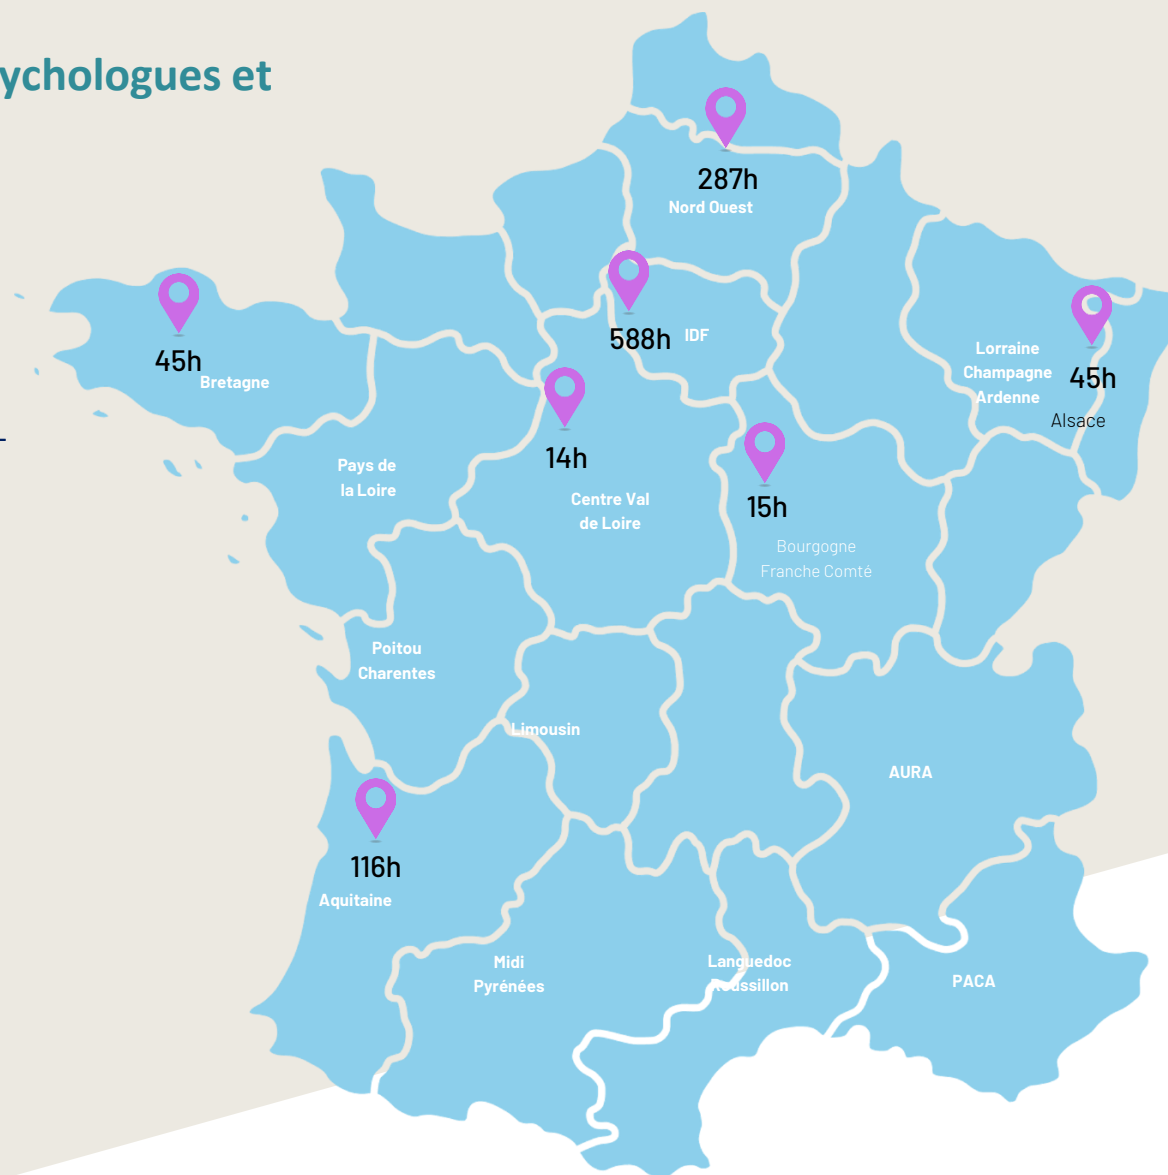 ychologues et
287h
Nord Ouest
588h
IDF
45h
Bretagne
Lorraine
Champagne
Ardenne
45h
Alsace
14h
Pays de
la Loire
Centre Val
de Loire
15h
Bourgogne
Franche Comté
Poitou
Charentes
Limousin
AURA
116h
Aquitaine
Midi
Pyrénées
Languedoc
Roussillon
PACA